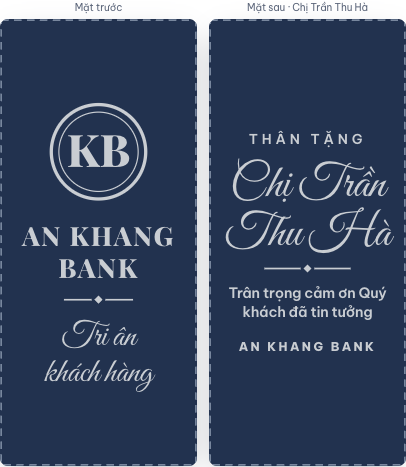 Mặt trước
KB
AN KHANG
BANK
Tri ân
khách hàng
Mặt sau · Chị Trần Thu Hà
THÂN TẶNG
Chị Trần
Thu Hà
Trân trọng cảm ơn Quý
khách đã tin tưởng
AN KHANG BANK